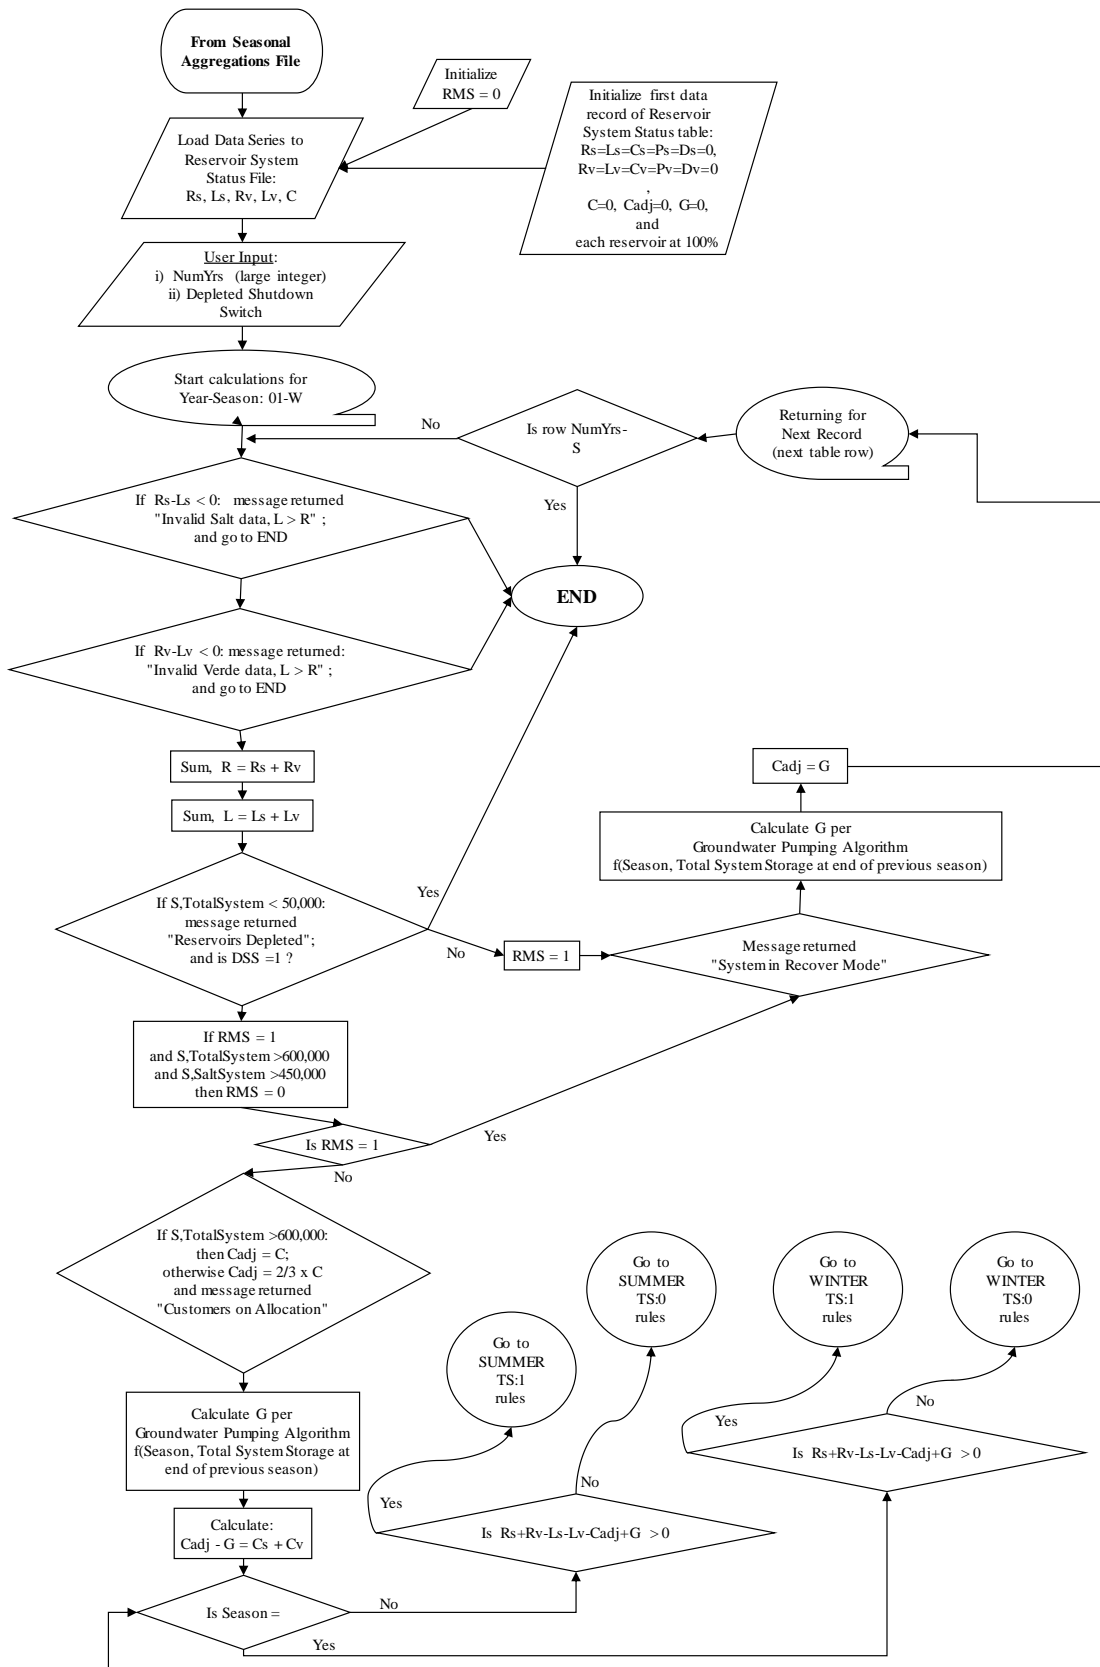 From Seasonal
Aggregations File
Initialize
RMS = 0
Initialize first data
record of Reservoir
System Status table:
Rs=Ls=Cs=Ps=Ds=0,
Rv=Lv=Cv=Pv=Dv=0
,
C=0, Cadj=0, G=0,
and
each reservoir at 100%
Load Data Series to
Reservoir System
Status File:
Rs, Ls, Rv, Lv, C
User Input:
i) NumYrs (large integer)
ii) Depleted Shutdown
Switch
Start calculations for
Year-Season: 01-W
No
Is row NumYrs-
S
Yes
Returning for
Next Record
(next table row)
If Rs-Ls < 0: message returned
"Invalid Salt data, L > R" ;
and go to END
END
If Rv-Lv < 0: message returned:
"Invalid Verde data, L > R" ;
and go to END
Sum, R = Rs + Rv
Sum, L = Ls + Lv
Cadj = G
Calculate G per
Groundwater Pumping Algorithm
f(Season, Total System Storage at end of previous season)
If S,TotalSystem < 50,000:
message returned
"Reservoirs Depleted";
and is DSS =1 ?
Yes
No
RMS = 1
Message returned
"System in Recover Mode"
If RMS = 1
and S,TotalSystem >600,000
and S,SaltSystem >450,000
then RMS = 0
Is RMS = 1
Yes
No
If S,TotalSystem >600,000:
then Cadj = C;
otherwise Cadj = 2/3 x C
and message returned
"Customers on Allocation"
Go to
SUMMER
TS:1
rules
Go to
SUMMER
TS:0
rules
Go to
WINTER
TS:1
rules
Go to
WINTER
TS:0
rules
Calculate G per
Groundwater Pumping Algorithm
f(Season, Total System Storage at
end of previous season)
Yes
No
Is Rs+Rv-Ls-Lv-Cadj+G >0
Yes
No
Is Rs+Rv-Ls-Lv-Cadj+G >0
Calculate:
Cadj - G = Cs + Cv
Is Season =
No
Yes